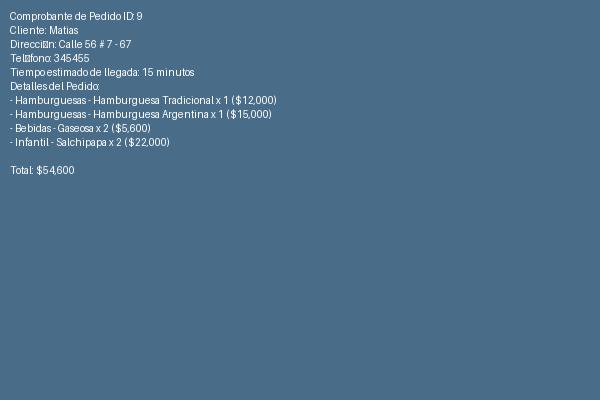 Comprobante de Pedido ID: 9
Cliente: Matias
Direcci▯n: Calle 56 # 7 - 67
Tel▯fono: 345455
Tiempo estimado de llegada: 15 minutos
Detalles del Pedido:
- Hamburguesas - Hamburguesa Tradicional x 1 ($12,000)
- Hamburguesas - Hamburguesa Argentina x 1 ($15,000)
- Bebidas - Gaseosa x 2 ($5,600)
- Infantil - Salchipapa x 2 ($22,000)
Total: $54,600